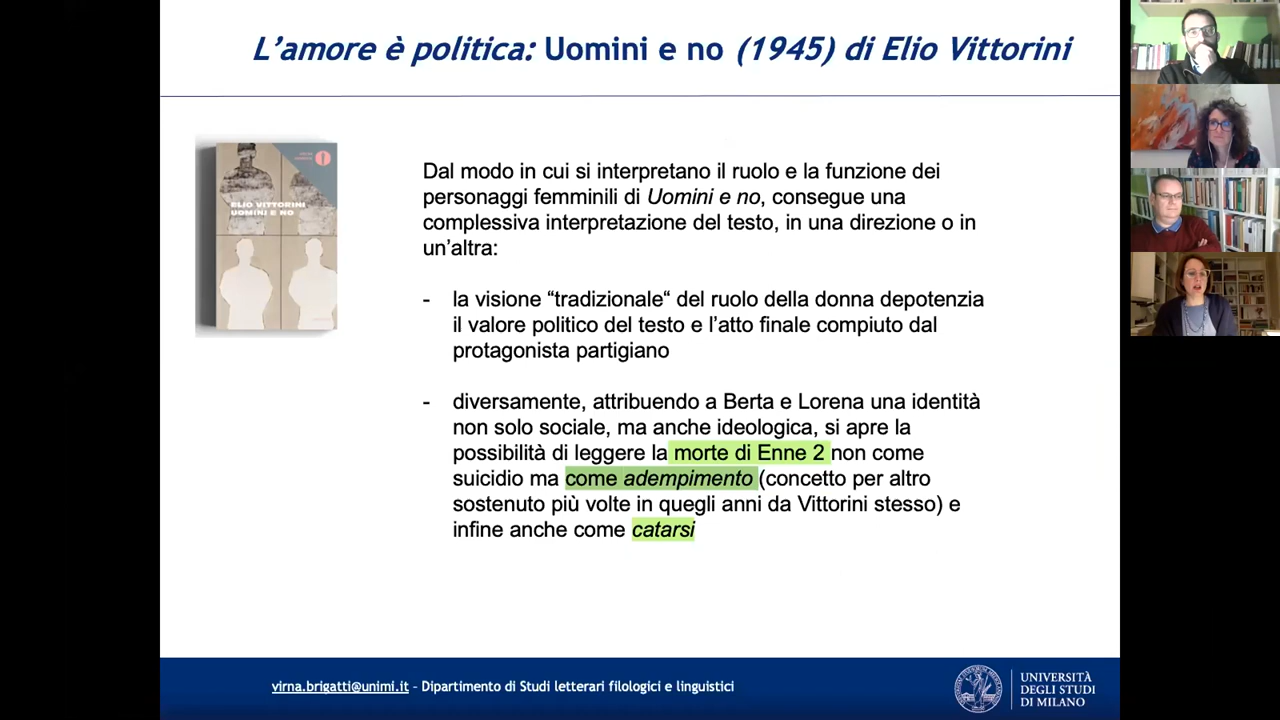 L'amore è politica: Uomini e no (1945) di Elio Vittorini
ELIO VITTORINI
UOMINI E NO
Dal modo in cui si interpretano il ruolo e la funzione dei
personaggi femminili di Uomini e no, consegue una
complessiva interpretazione del testo, in una direzione o in
un'altra:
- la visione “tradizionale“ del ruolo della donna depotenzia
il valore politico del testo e l'atto finale compiuto dal
protagonista partigiano
- diversamente, attribuendo a Berta e Lorena una identità
non solo sociale, ma anche ideologica, si apre la
possibilità di leggere la morte di Enne 2 non come
suicidio ma come adempimento (concetto per altro
sostenuto più volte in quegli anni da Vittorini stesso) e
infine anche come catarsi
virna.brigatti@unimi.it – Dipartimento di Studi letterari filologici e linguistici
UNIVERSITÀ
DEGLI STUDI
DI MILANO